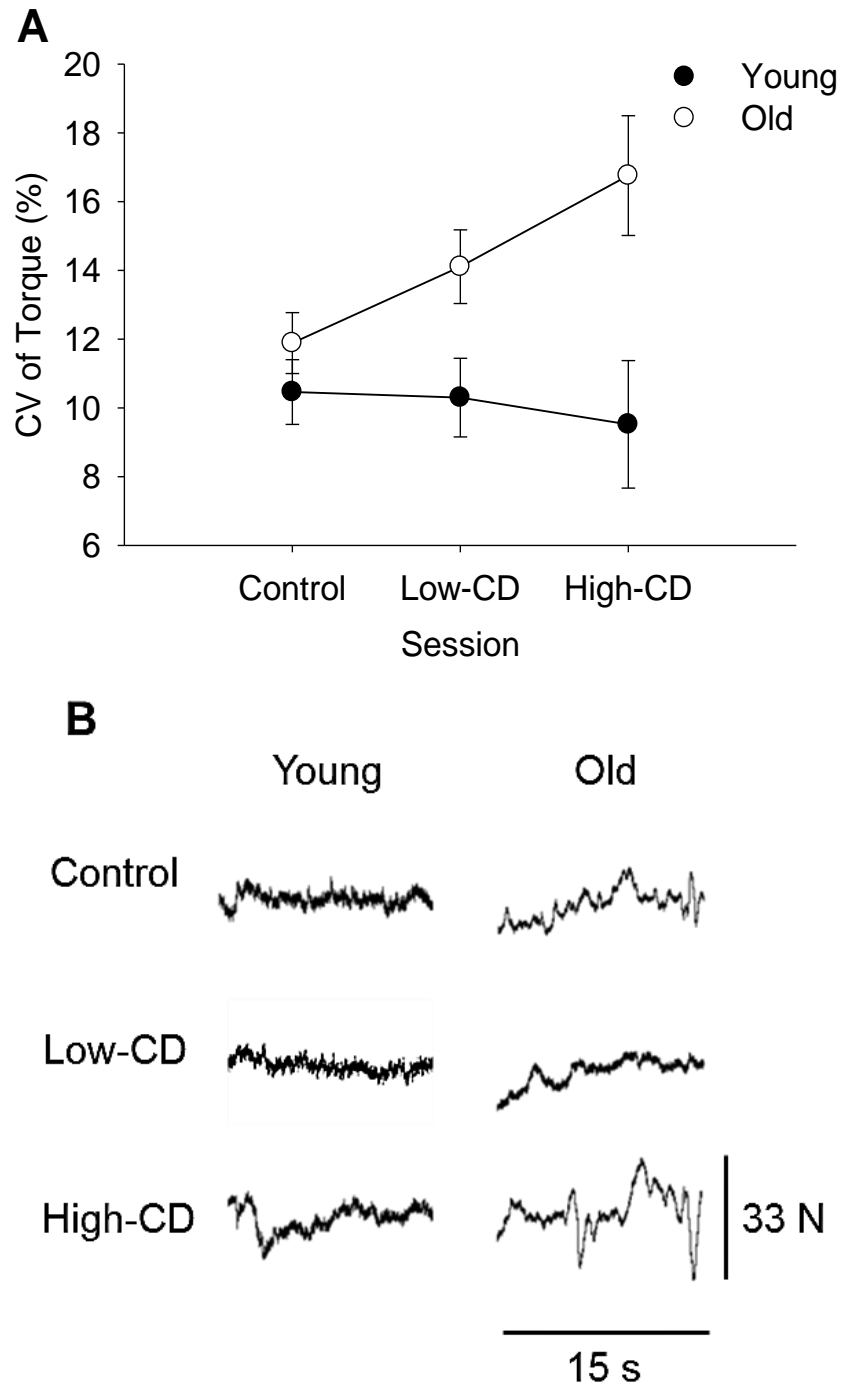 A
20
Young
Old
18
16
14
12
10
8
6
CV of Torque (%)
Control Low-CD High-CD
Session
B
Young Old
Control
Low-CD
High-CD
33 N
15 s